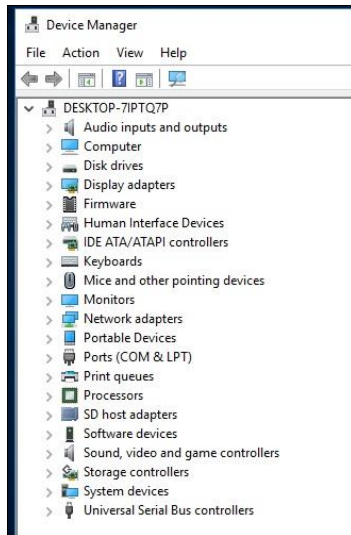 Device Manager
File Action View Help
DESKTOP-7IPTQ7P
Audio inputs and outputs
Computer
Disk drives
Display adapters
Firmware
Human Interface Devices
IDE ATA/ATAPI controllers
Keyboards
Mice and other pointing devices
Monitors
Network adapters
Portable Devices
Ports (COM & LPT)
Print queues
Processors
SD host adapters
Software devices
Sound, video and game controllers
Storage controllers
System devices
Universal Serial Bus controllers